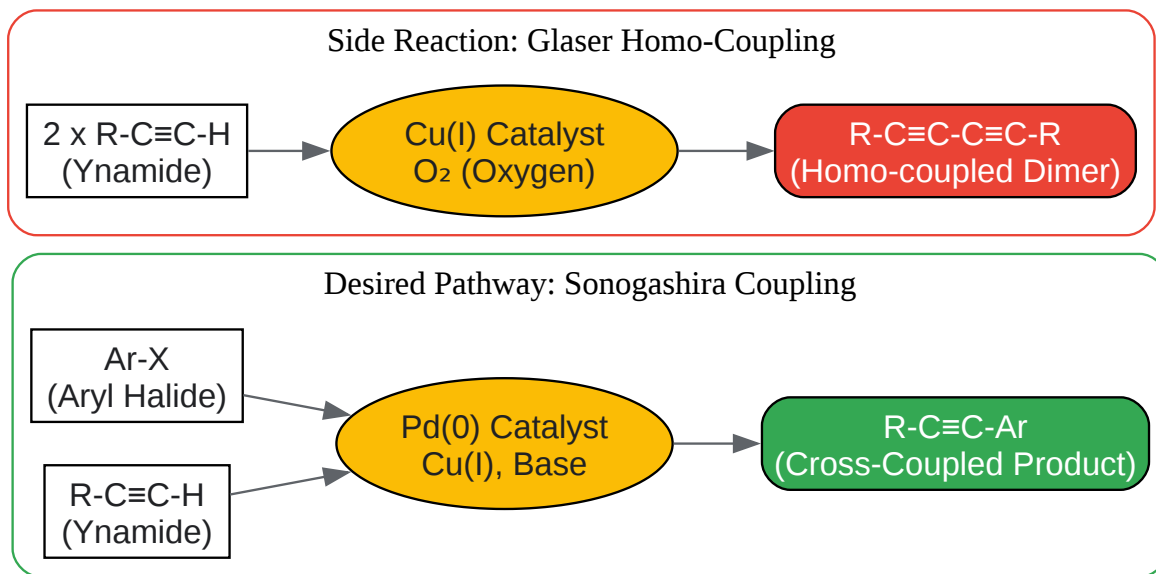 Side Reaction: Glaser Homo-Coupling
2 x R-C≡C-H
(Ynamide)
Cu(I) Catalyst
O₂ (Oxygen)
R-C≡C-C≡C-R
(Homo-coupled Dimer)
Desired Pathway: Sonogashira Coupling
Ar-X
(Aryl Halide)
R-C≡C-H
(Ynamide)
Pd(0) Catalyst
Cu(I), Base
R-C≡C-Ar
(Cross-Coupled Product)